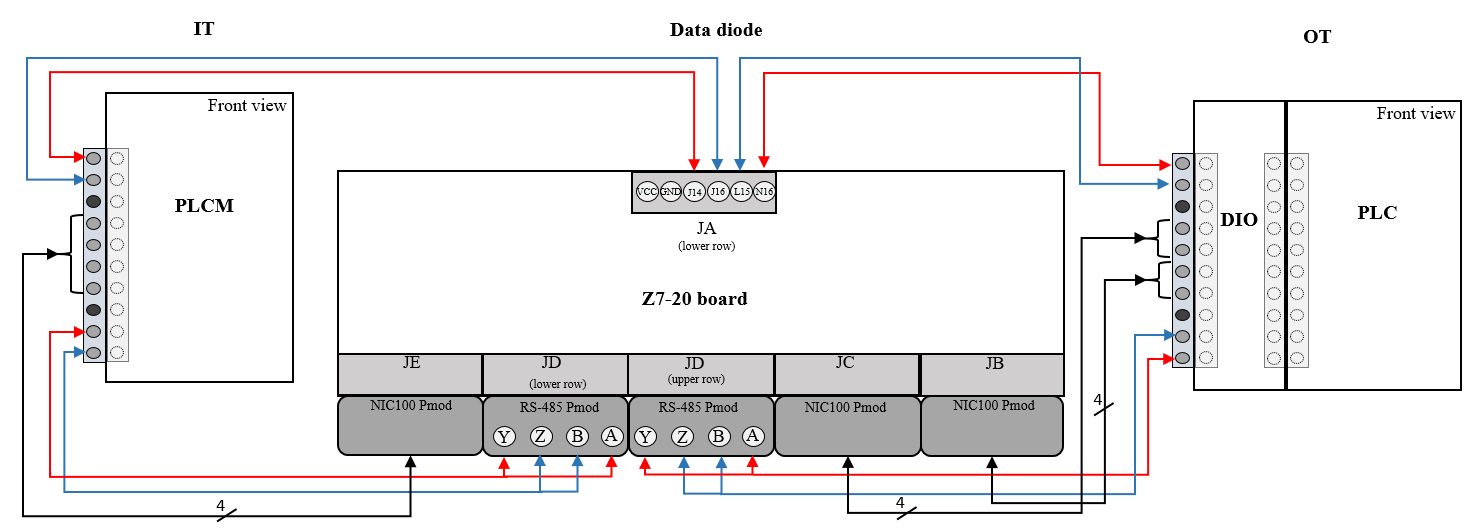 IT
Data diode
OT
Front view
Front view
PLCM
VCC GND J14 J16 L15 N16
DIO
PLC
JA
(lower row)
Z7-20 board
JE
JD
(lower row)
JD
(upper row)
JC
JB
NIC100 Pmod
RS-485 Pmod
RS-485 Pmod
NIC100 Pmod
NIC100 Pmod
Y Z B A
Y Z B A
4
4
4